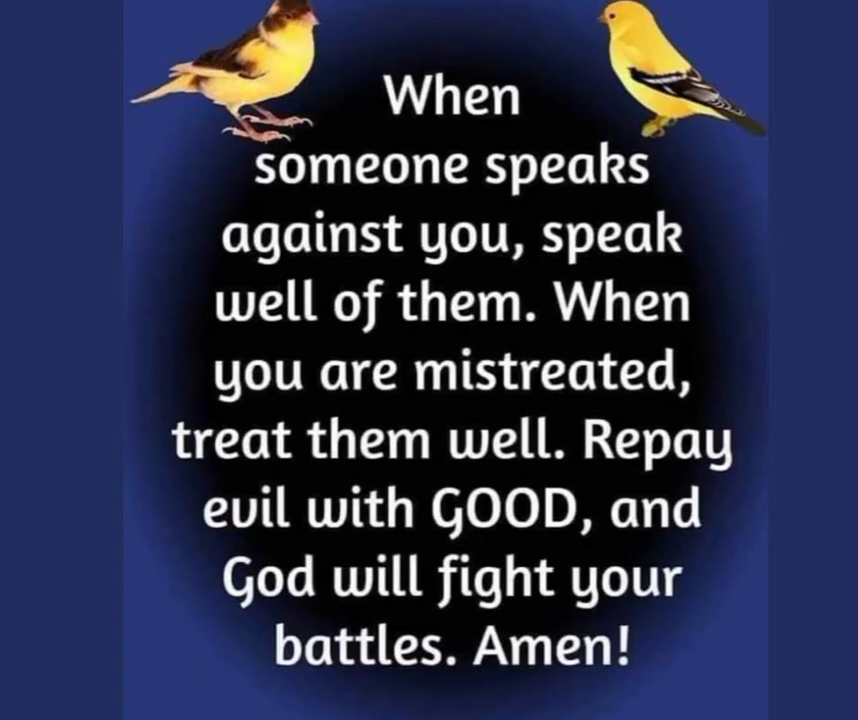 When
someone speaks
against you, speak
well of them. When
you are mistreated,
treat them well. Repay
evil with GOOD, and
God will fight your
battles. Amen!